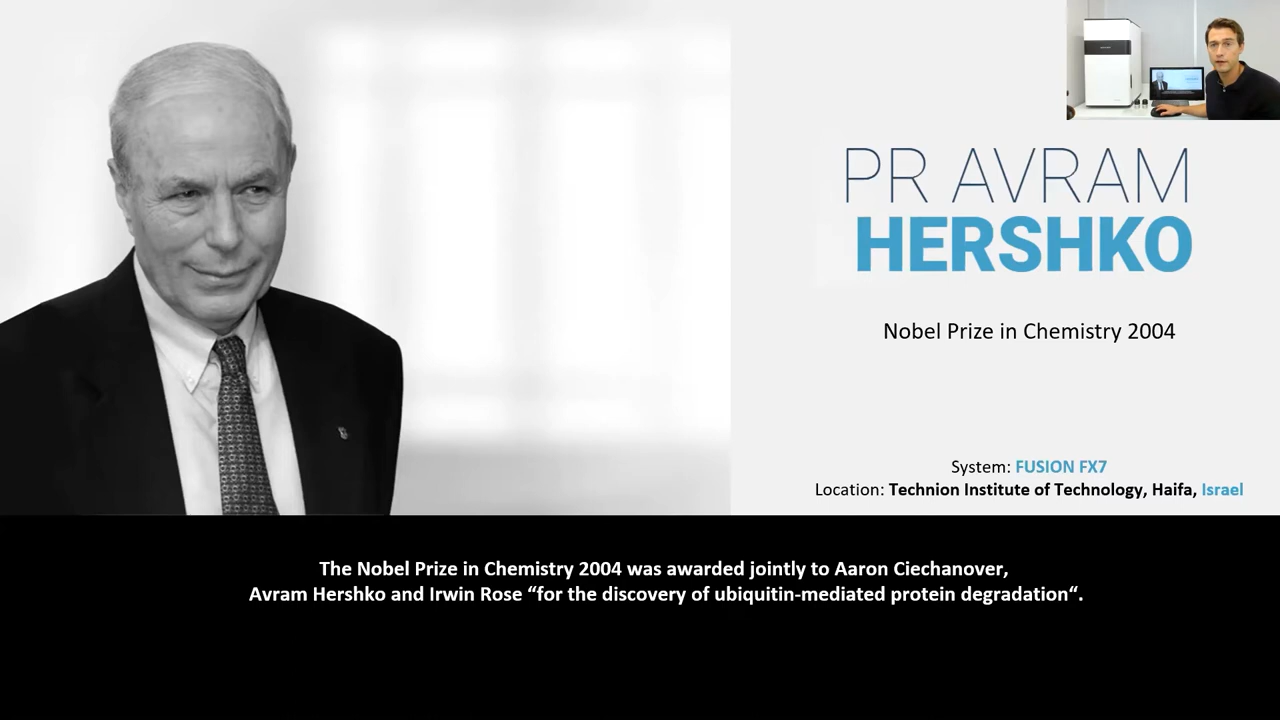 PR AVRAM
HERSHKO
Nobel Prize in Chemistry 2004
System: FUSION FX7
Location: Technion Institute of Technology, Haifa, Israel
The Nobel Prize in Chemistry 2004 was awarded jointly to Aaron Ciechanover,
Avram Hershko and Irwin Rose “for the discovery of ubiquitin-mediated protein degradation“.